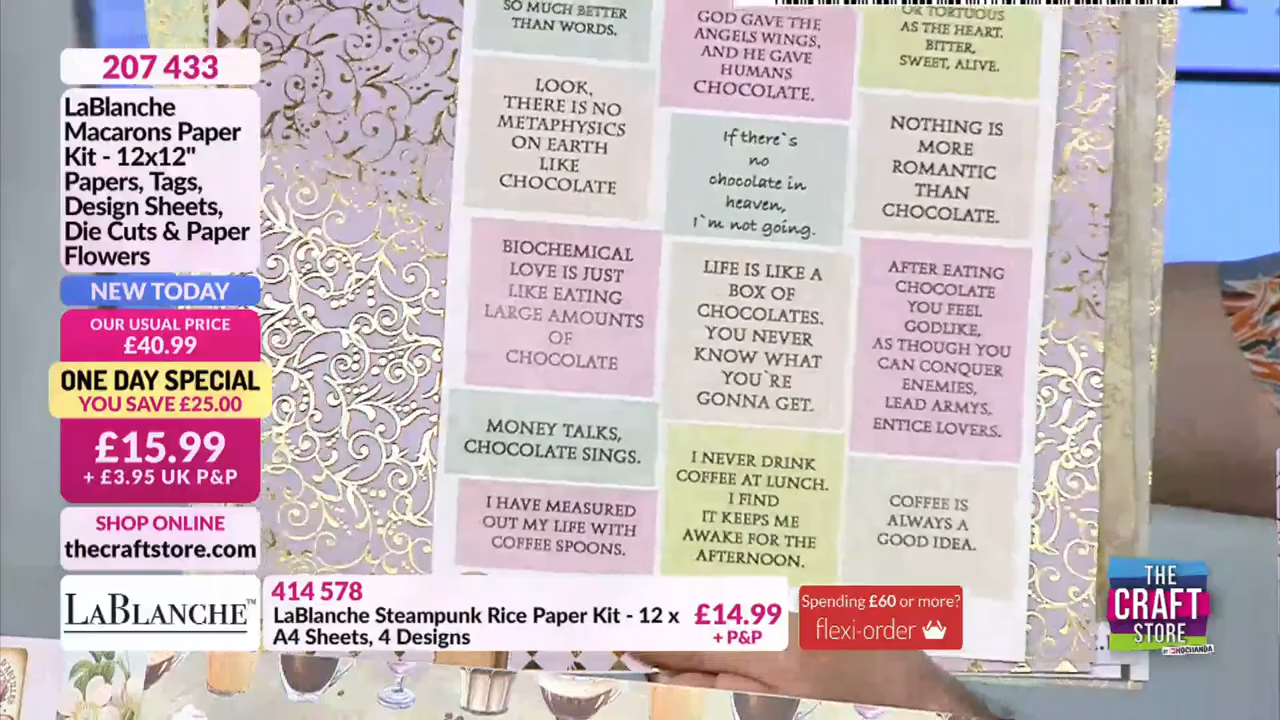 207 433
LaBlanche
Macarons Paper
Kit - 12x12"
Papers, Tags,
Design Sheets,
Die Cuts & Paper
Flowers
NEW TODAY
OUR USUAL PRICE
£40.99
ONE DAY SPECIAL
YOU SAVE £25.00
£15.99
+ £3.95 UK P&P
SHOP ONLINE
thecraftstore.com
LABLANCHE™
414 578
LaBlanche Steampunk Rice Paper Kit - 12 x
A4 Sheets, 4 Designs
£14.99
+ P&P
Spending £60 or more?
flexi-order
THE
CRAFT
STORE
HOCHANDA
SO MUCH BETTER
THAN WORDS.
LOOK,
THERE IS NO
METAPHYSICS
ON EARTH
LIKE
CHOCOLATE
BIOCHEMICAL
LOVE IS JUST
LIKE EATING
LARGE AMOUNTS
OF
CHOCOLATE
MONEY TALKS,
CHOCOLATE SINGS.
I HAVE MEASURED
OUT MY LIFE WITH
COFFEE SPOONS.
GOD GAVE THE
ANGELS WINGS,
AND HE GAVE
HUMANS
CHOCOLATE.
If there`s
no
chocolate in
heaven,
I`m not going.
LIFE IS LIKE A
BOX OF
CHOCOLATES.
YOU NEVER
KNOW WHAT
YOU`RE
GONNA GET.
I NEVER DRINK
COFFEE AT LUNCH.
I FIND
IT KEEPS ME
AWAKE FOR THE
AFTERNOON.
OR TORTUOUS
AS THE HEART.
BITTER,
SWEET, ALIVE.
NOTHING IS
MORE
ROMANTIC
THAN
CHOCOLATE.
AFTER EATING
CHOCOLATE
YOU FEEL
GODLIKE,
AS THOUGH YOU
CAN CONQUER
ENEMIES,
LEAD ARMYS,
ENTICE LOVERS.
COFFEE IS
ALWAYS A
GOOD IDEA.